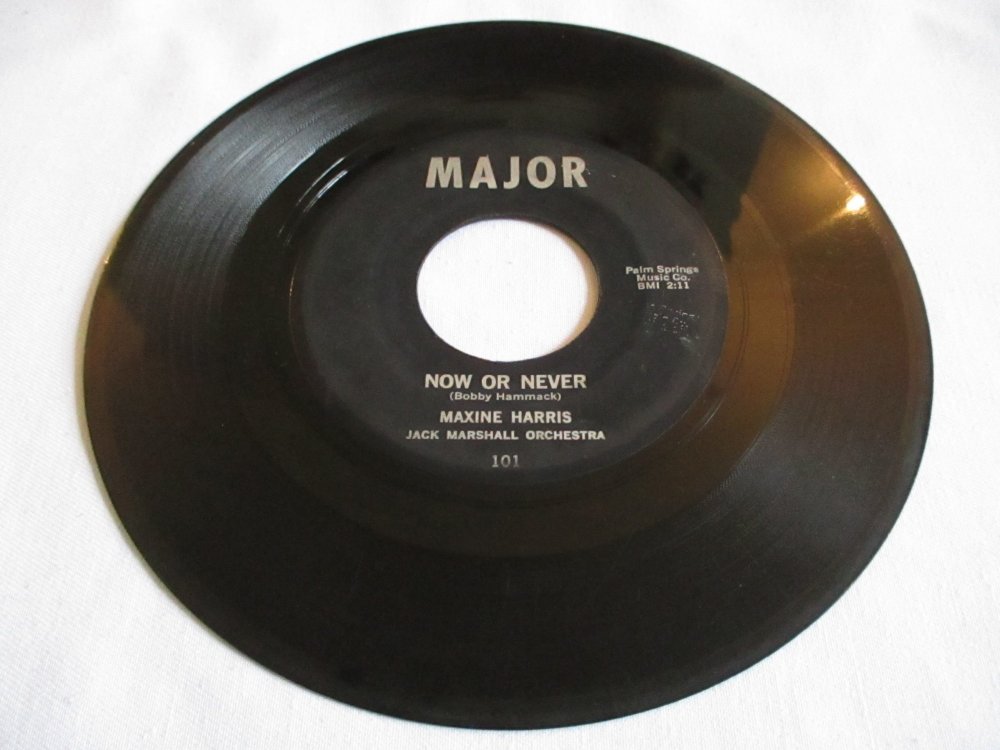 MAJOR
Palm Springs
Music Co.
BMI 2:11
NOW OR NEVER
(Bobby Hammack)
MAXINE HARRIS
JACK MARSHALL ORCHESTRA
101